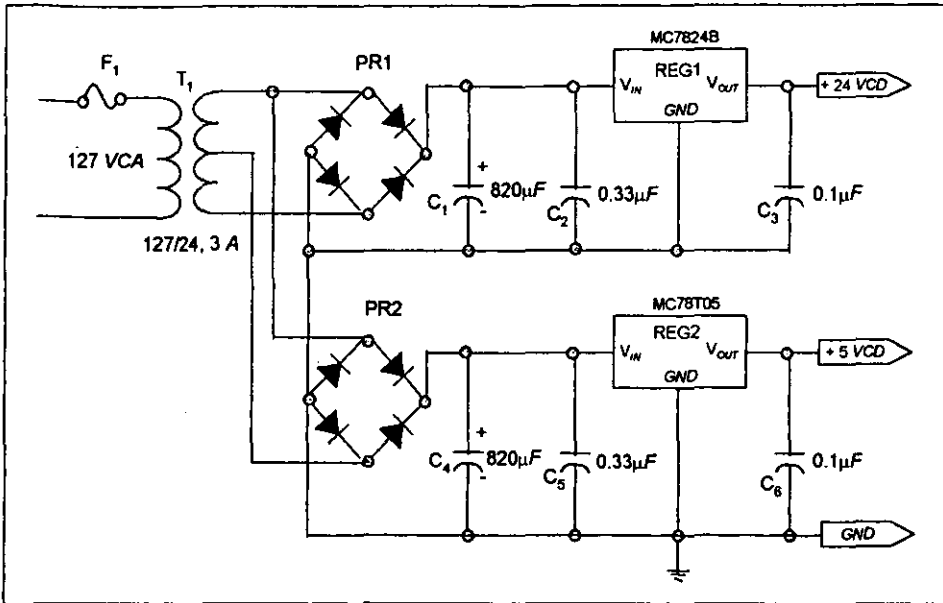 MC7824B
F1
T1
PR1
REG1
VIN
VOUT
GND
+ 24 VCD
127 VCA
+
820µF
-
C1
0.33µF
C2
0.1µF
C3
127/24, 3 A
PR2
MC78T05
REG2
VIN
VOUT
GND
+ 5 VCD
+
820µF
-
C4
0.33µF
C5
0.1µF
C6
GND